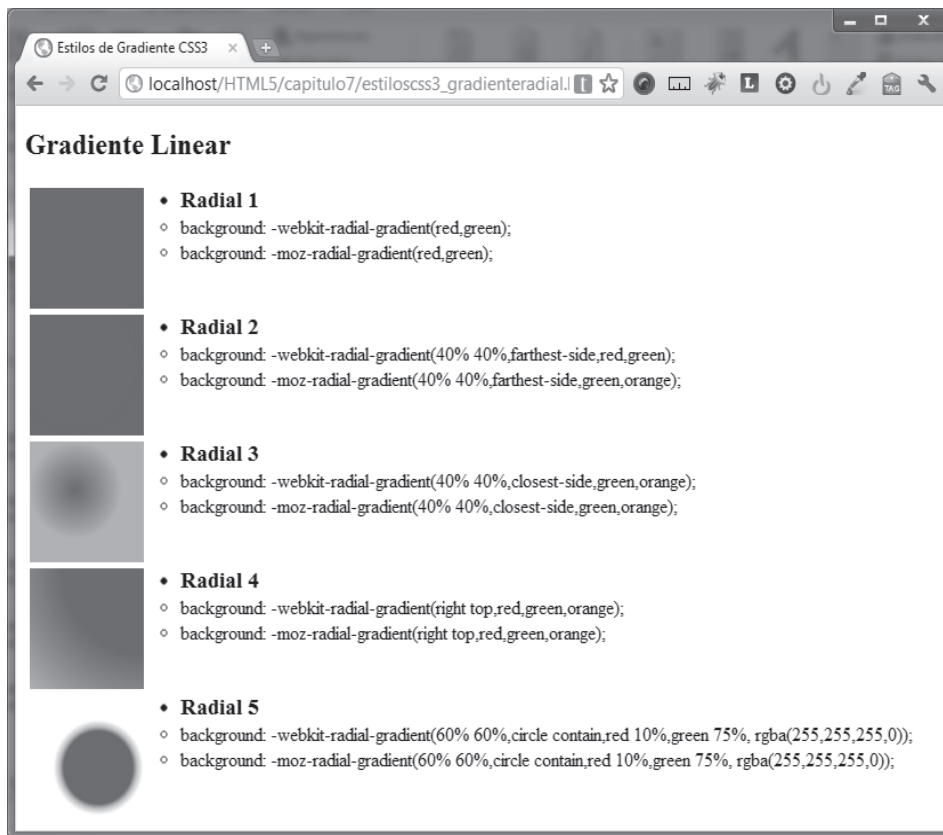 Estilos de Gradiente CSS3
localhost/HTML5/capitulo7/estiloscss3_gradienteradial.l
L
TAG
Gradiente Linear
• Radial 1
○ background: -webkit-radial-gradient(red,green);
○ background: -moz-radial-gradient(red,green);
• Radial 2
○ background: -webkit-radial-gradient(40% 40%,farthest-side,red,green);
○ background: -moz-radial-gradient(40% 40%,farthest-side,green,orange);
• Radial 3
○ background: -webkit-radial-gradient(40% 40%,closest-side,green,orange);
○ background: -moz-radial-gradient(40% 40%,closest-side,green,orange);
• Radial 4
○ background: -webkit-radial-gradient(right top,red,green,orange);
○ background: -moz-radial-gradient(right top,red,green,orange);
• Radial 5
○ background: -webkit-radial-gradient(60% 60%,circle contain,red 10%,green 75%, rgba(255,255,255,0));
○ background: -moz-radial-gradient(60% 60%,circle contain,red 10%,green 75%, rgba(255,255,255,0));